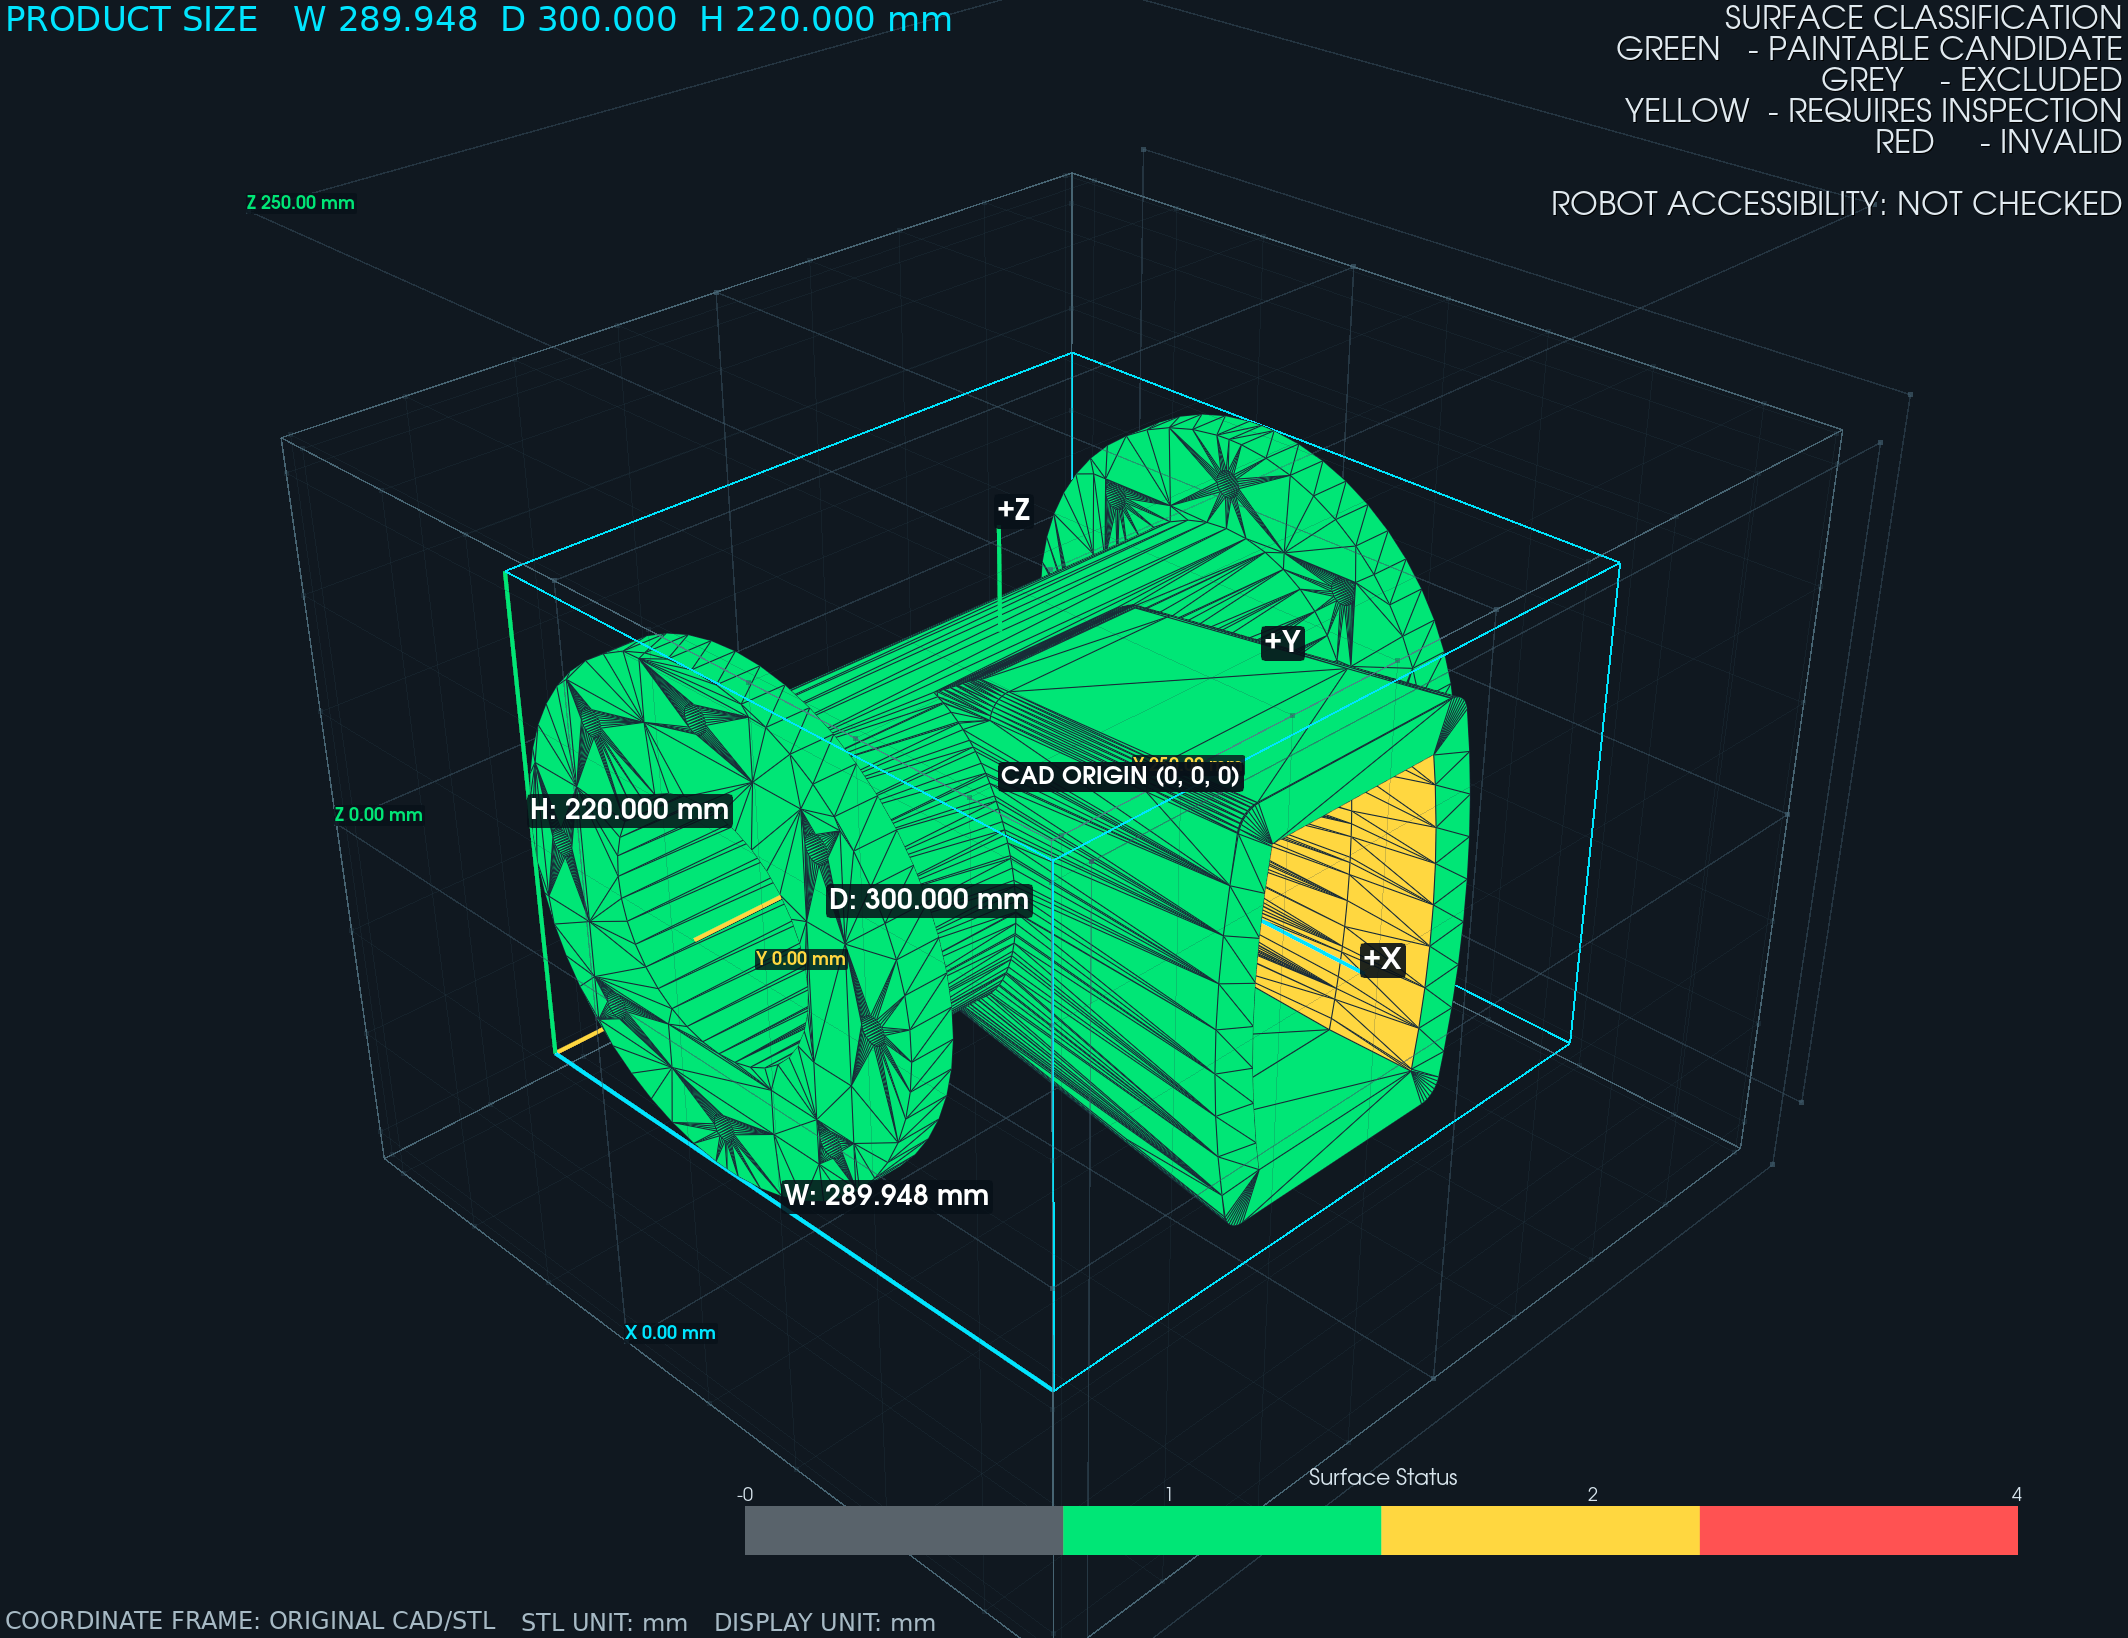 PRODUCT SIZE W 289.948 D 300.000 H 220.000 mm
SURFACE CLASSIFICATION
GREEN - PAINTABLE CANDIDATE
GREY - EXCLUDED
YELLOW - REQUIRES INSPECTION
RED - INVALID
ROBOT ACCESSIBILITY: NOT CHECKED
Z 250.00 mm
+Z
+Y
CAD ORIGIN (0, 0, 0)
H: 220.000 mm
Z 0.00 mm
D: 300.000 mm
Y 0.00 mm
+X
W: 289.948 mm
X 0.00 mm
Surface Status
-0 1 2 4
COORDINATE FRAME: ORIGINAL CAD/STL STL UNIT: mm DISPLAY UNIT: mm